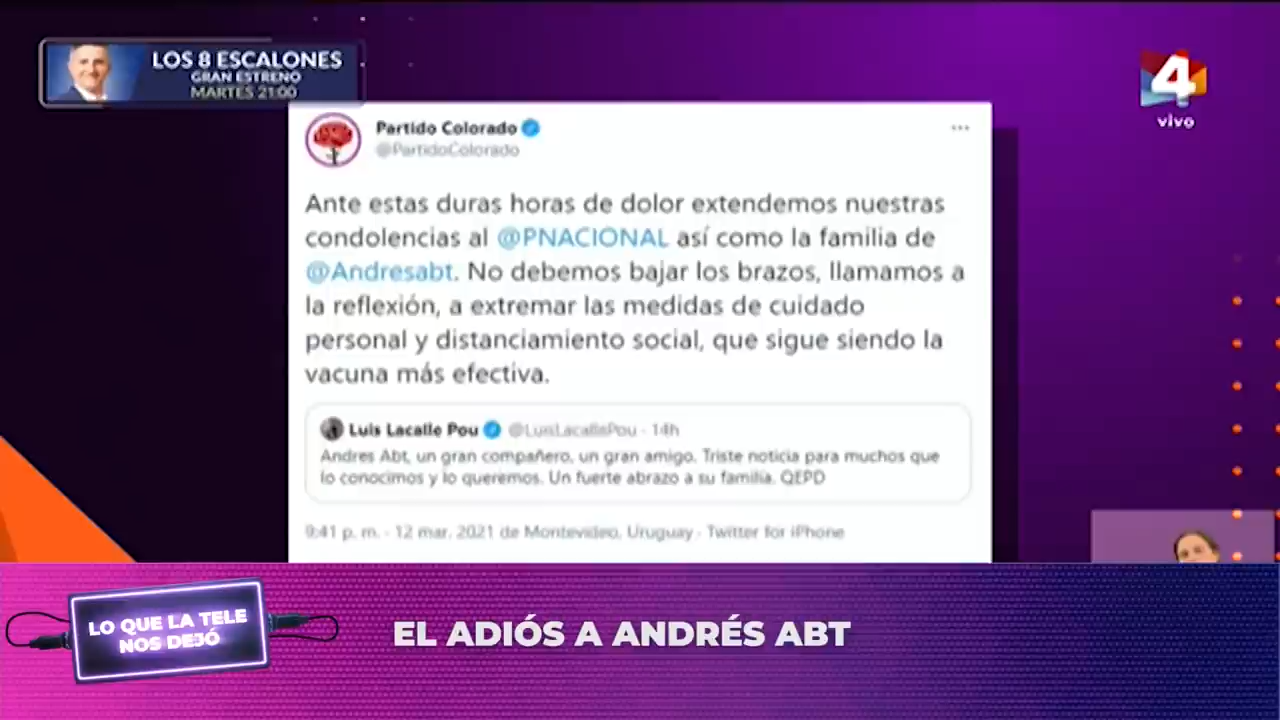 LOS 8 ESCALONES
GRAN ESTRENO
MARTES 21:00
4
vivo
Partido Colorado
@PartidoColorado
Ante estas duras horas de dolor extendemos nuestras
condolencias al @PNACIONAL así como la familia de
@Andresabt. No debemos bajar los brazos, llamamos a
la reflexión, a extremar las medidas de cuidado
personal y distanciamiento social, que sigue siendo la
vacuna más efectiva.
Luis Lacalle Pou @LuisLacallePou · 14h
Andres Abt, un gran compañero, un gran amigo. Triste noticia para muchos que
lo conocimos y lo queremos. Un fuerte abrazo a su familia. QEPD
9:41 p. m. · 12 mar. 2021 de Montevideo, Uruguay · Twitter for iPhone
LO QUE LA TELE
NOS DEJÓ
EL ADIÓS A ANDRÉS ABT